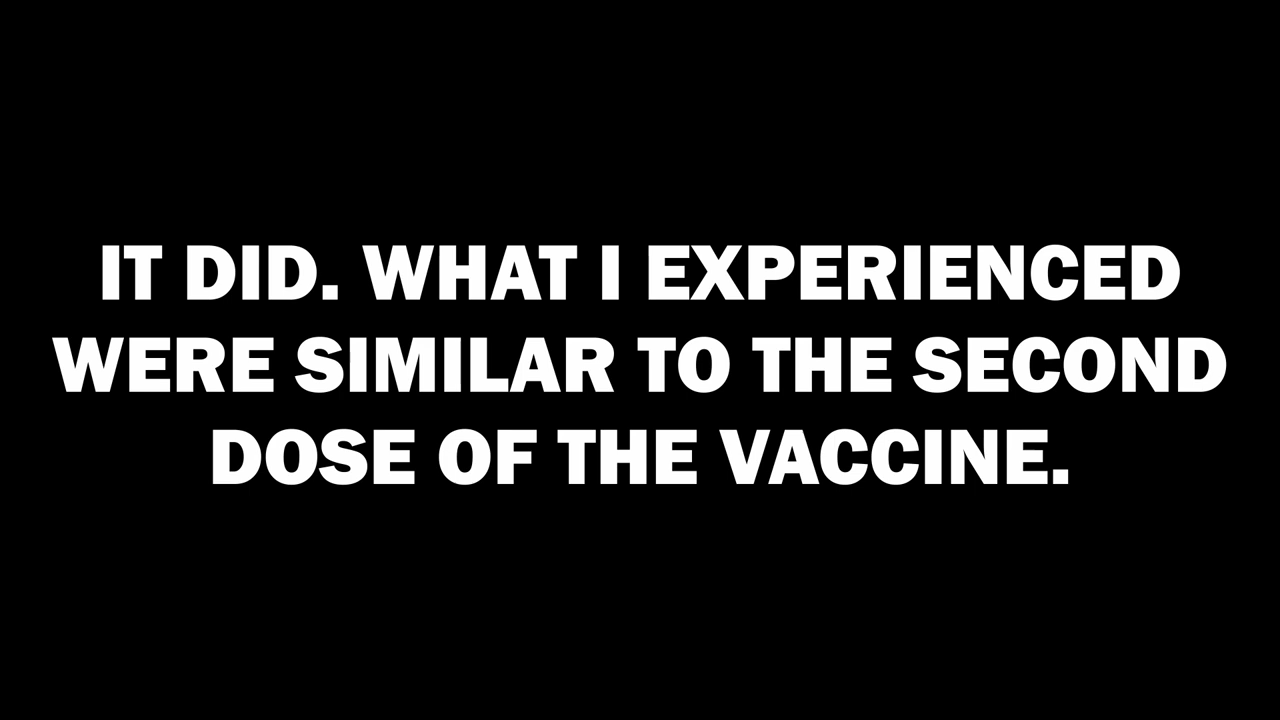 IT DID. WHAT I EXPERIENCED
WERE SIMILAR TO THE SECOND
DOSE OF THE VACCINE.